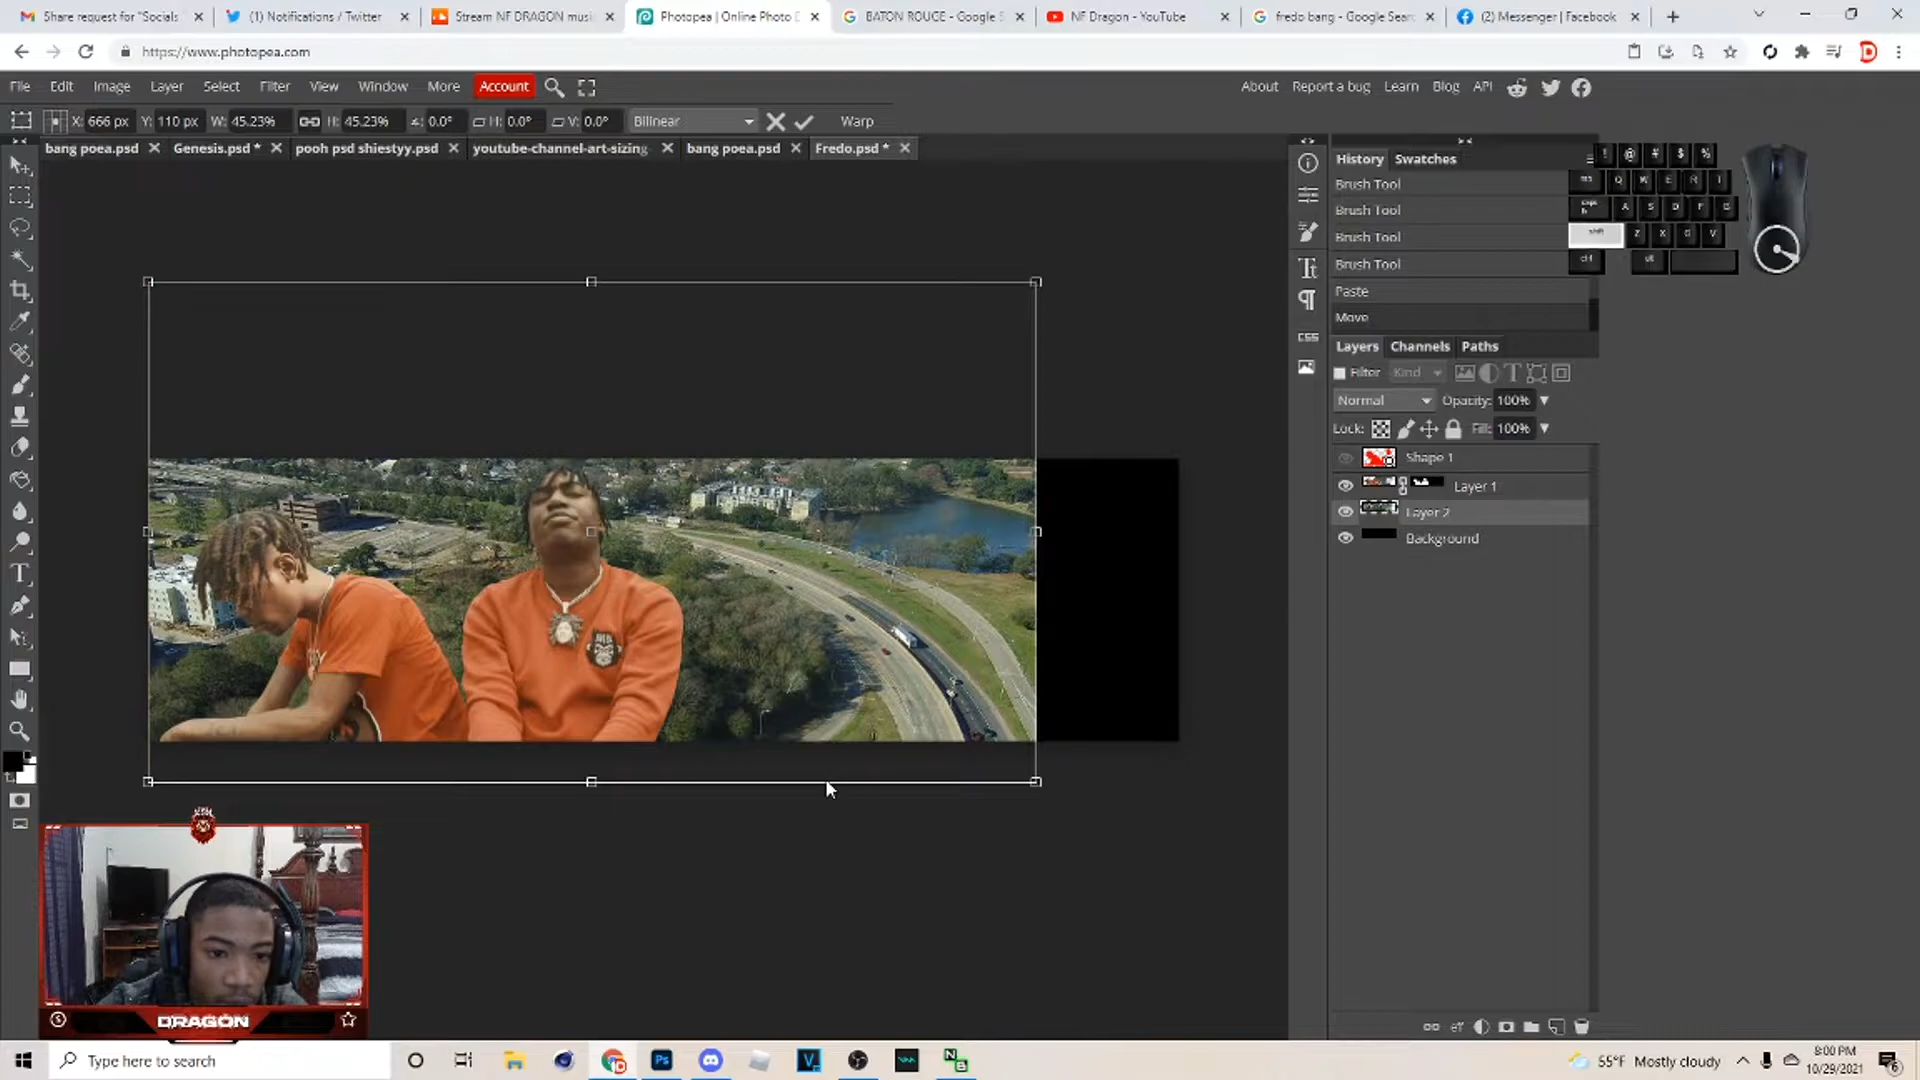 Share request for "Socials
(1) Notifications / Twitter
Stream NF DRAGON musi
Photopea | Online Photo E
BATON ROUGE - Google S
NF Dragon - YouTube
fredo bang - Google Searc
(2) Messenger | Facebook
https://www.photopea.com
File Edit Image Layer Select Filter View Window More Account
About Report a bug Learn Blog API
X: 666 px Y: 110 px W: 45.23% H: 45.23% 0.0° H: 0.0° V: 0.0° Bilinear Warp
bang poea.psd Genesis.psd * pooh psd shiestyy.psd youtube-channel-art-sizing bang poea.psd Fredo.psd *
History Swatches
Brush Tool
Brush Tool
Brush Tool
Brush Tool
Paste
Move
Layers Channels Paths
Filter Kind
Normal Opacity: 100%
Lock: Fill: 100%
Shape 1
Layer 1
Layer 2
Background
CSS
! @ # $ %
Q W E R T
A S D F G
shift Z X C V
ctrl alt
DRAGON
Type here to search
55°F Mostly cloudy
8:00 PM
10/29/2021
6